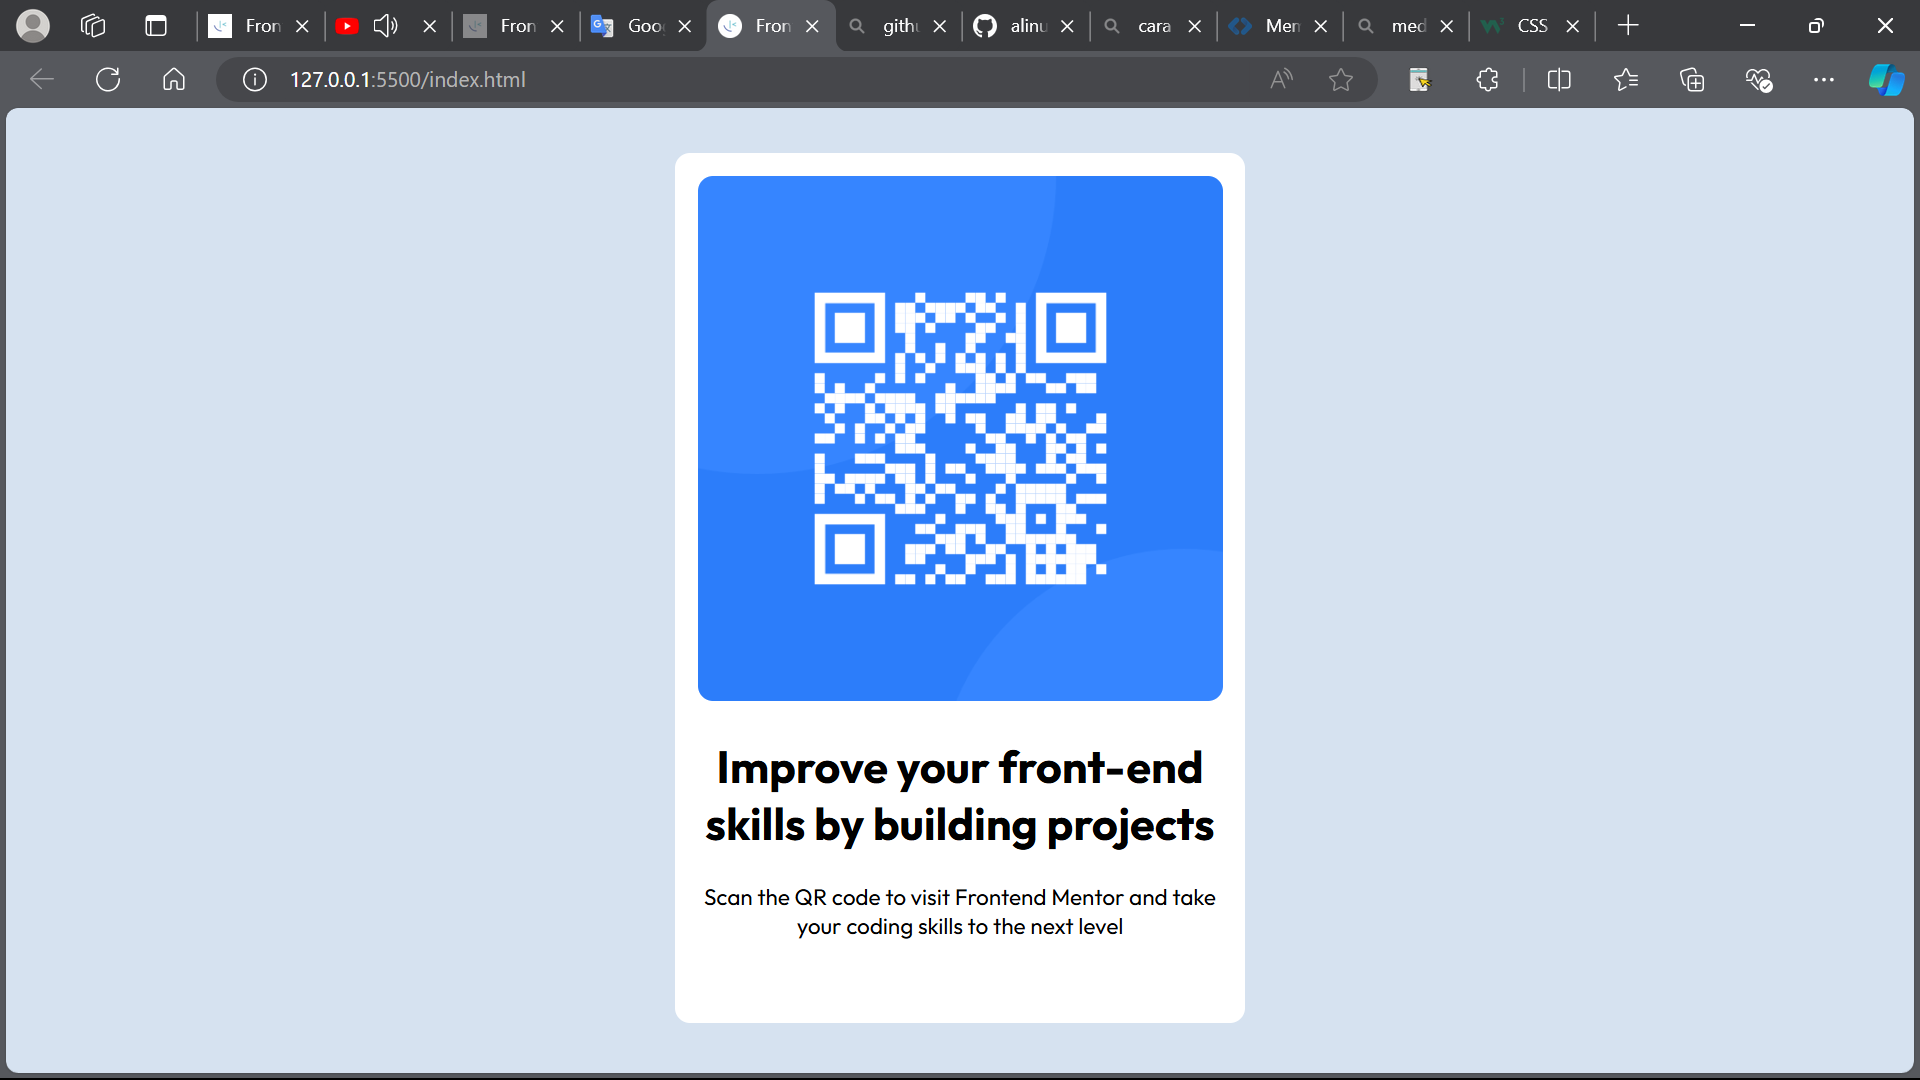 Fron
Fron
Goo
Fron
githu
alinu
cara
Men
med
CSS
127.0.0.1:5500/index.html
Improve your front-end
skills by building projects
Scan the QR code to visit Frontend Mentor and take
your coding skills to the next level